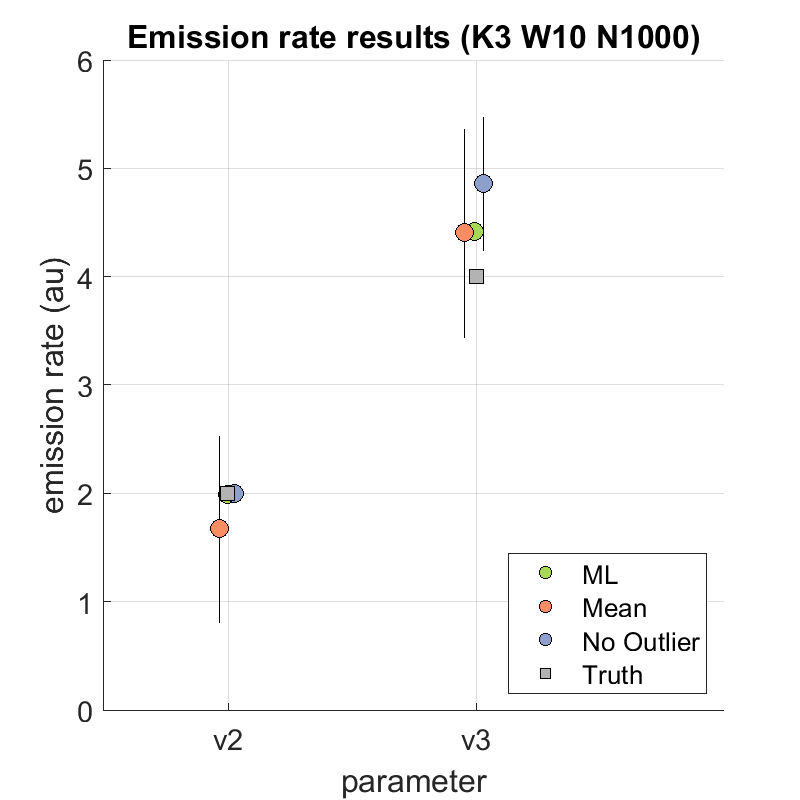 Emission rate results (K3 W10 N1000)
6
5
4
3
2
1
0
emission rate (au)
ML
Mean
No Outlier
Truth
v2
v3
parameter